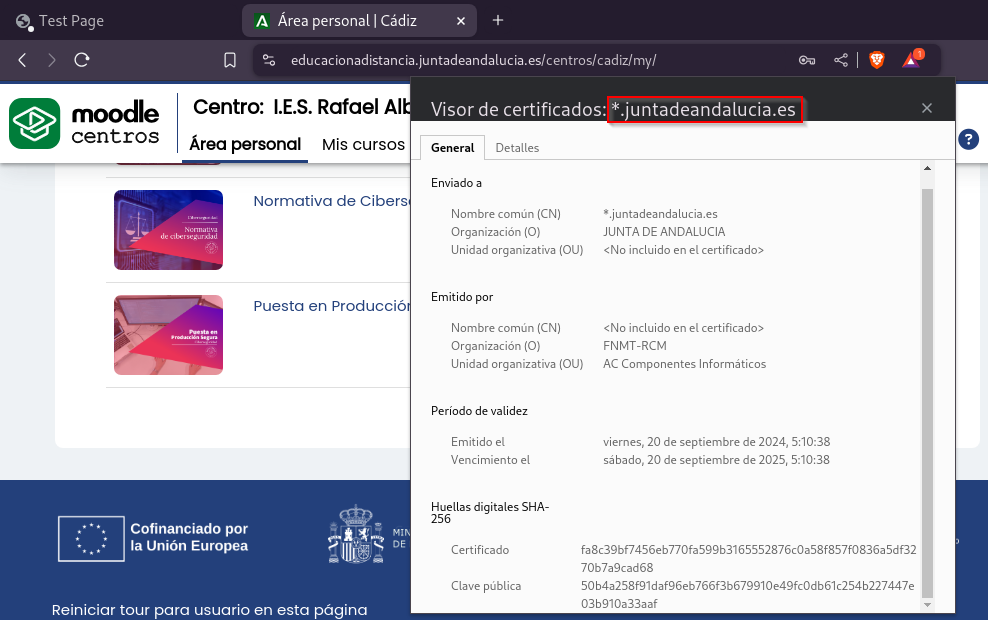 Test Page
Área personal | Cádiz
educacionadistancia.juntadeandalucia.es/centros/cadiz/my/
1
moodle
centros
Centro: I.E.S. Rafael Alb
Área personal
Mis cursos
?
Visor de certificados: *.juntadeandalucia.es
General
Detalles
Enviado a
Nombre común (CN) *.juntadeandalucia.es
Organización (O) JUNTA DE ANDALUCIA
Unidad organizativa (OU) <No incluido en el certificado>
Emitido por
Nombre común (CN) <No incluido en el certificado>
Organización (O) FNMT-RCM
Unidad organizativa (OU) AC Componentes Informáticos
Período de validez
Emitido el viernes, 20 de septiembre de 2024, 5:10:38
Vencimiento el sábado, 20 de septiembre de 2025, 5:10:38
Huellas digitales SHA-
256
Certificado fa8c39bf7456eb770fa599b3165552876c0a58f857f0836a5df32
70b7a9cad68
Clave pública 50b4a258f91daf96eb766f3b679910e49fc0db61c254b227447e
03b910a33aaf
Normativa de Ciberse
Ciberseguridad
Normativa
de ciberseguridad
Puesta en Producción
Puesta en
Producción Segura
Ciberseguridad
Cofinanciado por
la Unión Europea
MIN
DE
Reiniciar tour para usuario en esta página